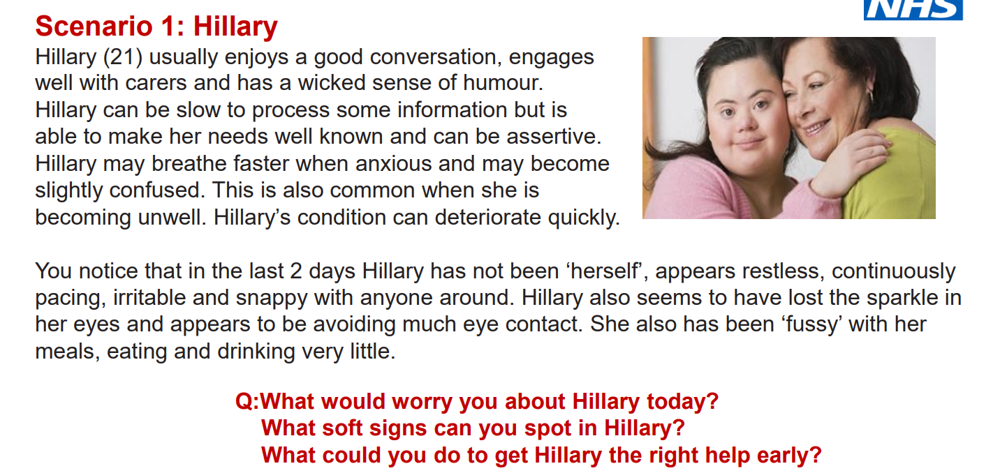 NHS
Scenario 1: Hillary
Hillary (21) usually enjoys a good conversation, engages
well with carers and has a wicked sense of humour.
Hillary can be slow to process some information but is
able to make her needs well known and can be assertive.
Hillary may breathe faster when anxious and may become
slightly confused. This is also common when she is
becoming unwell. Hillary’s condition can deteriorate quickly.
You notice that in the last 2 days Hillary has not been ‘herself’, appears restless, continuously
pacing, irritable and snappy with anyone around. Hillary also seems to have lost the sparkle in
her eyes and appears to be avoiding much eye contact. She also has been ‘fussy’ with her
meals, eating and drinking very little.
Q:What would worry you about Hillary today?
What soft signs can you spot in Hillary?
What could you do to get Hillary the right help early?